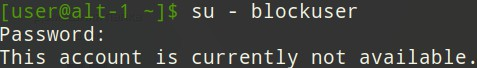 [user@alt-1 ~]$ su - blockuser
Password:
This account is currently not available.